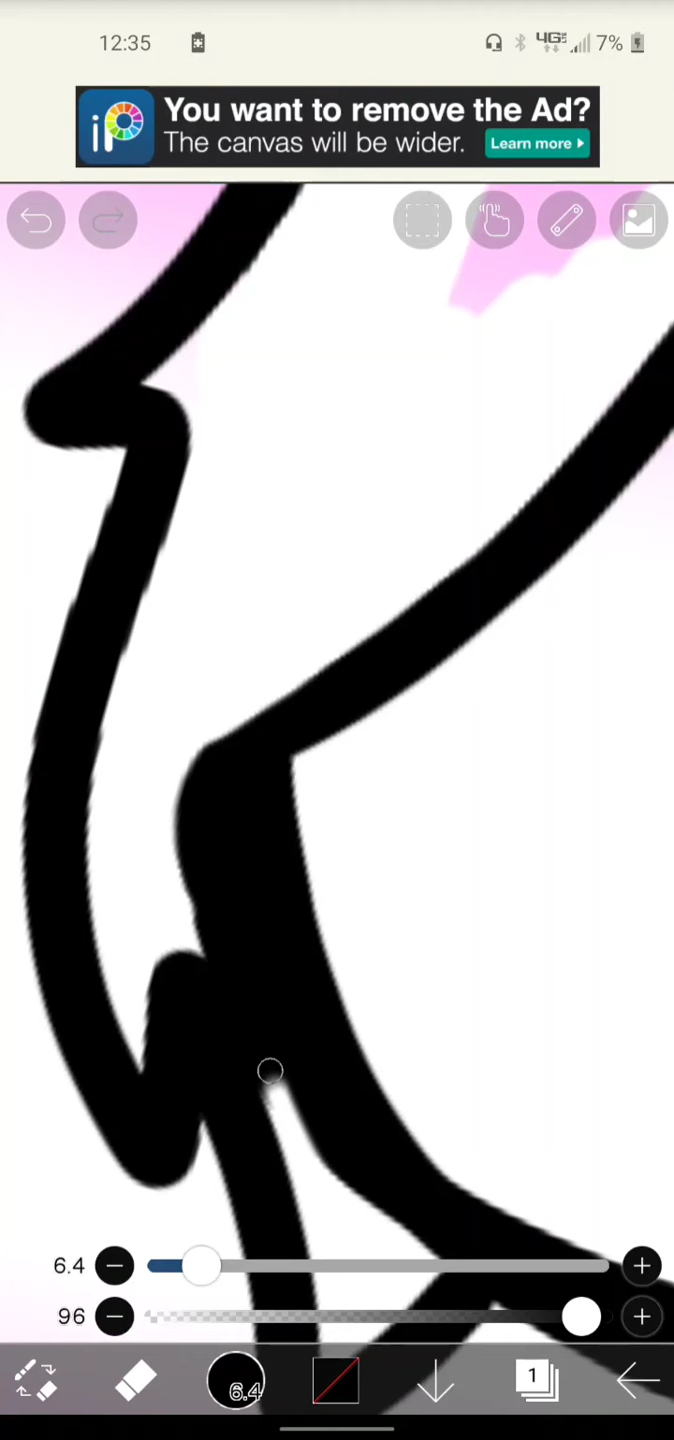 12:35
4G 7%
iP
You want to remove the Ad?
The canvas will be wider.
Learn more
6.4
96
6.4
1